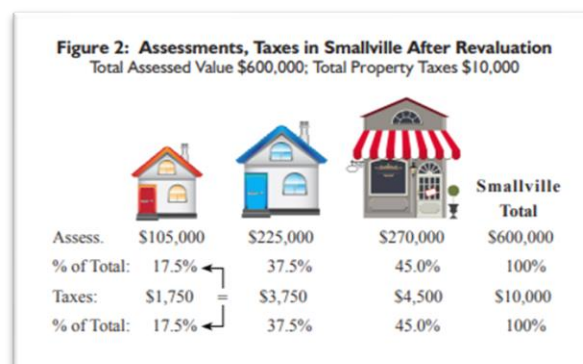 Figure 2: Assessments, Taxes in Smallville After Revaluation
Total Assessed Value $600,000; Total Property Taxes $10,000
Smallville
Total
Assess. $105,000 $225,000 $270,000 $600,000
% of Total: 17.5% 37.5% 45.0% 100%
Taxes: $1,750 = $3,750 $4,500 $10,000
% of Total: 17.5% 37.5% 45.0% 100%